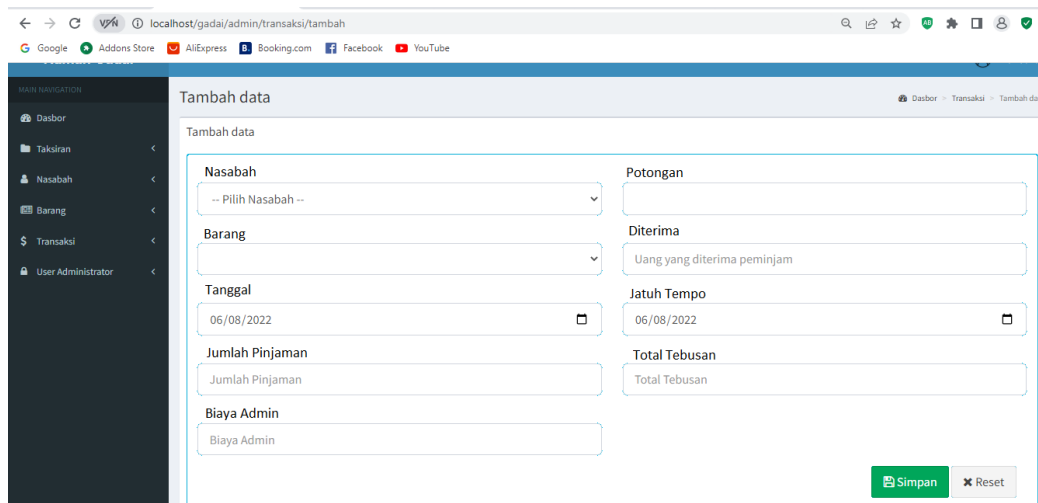 VPN localhost/gadai/admin/transaksi/tambah
Google Addons Store AliExpress B. Booking.com Facebook YouTube
MAIN NAVIGATION
Dasbor
Taksiran
Nasabah
Barang
Transaksi
User Administrator
Tambah data
Dasbor > Transaksi > Tambah da
Tambah data
Nasabah
-- Pilih Nasabah --
Potongan
Barang
Diterima
Uang yang diterima peminjam
Tanggal
06/08/2022
Jatuh Tempo
06/08/2022
Jumlah Pinjaman
Jumlah Pinjaman
Total Tebusan
Total Tebusan
Biaya Admin
Biaya Admin
Simpan
Reset